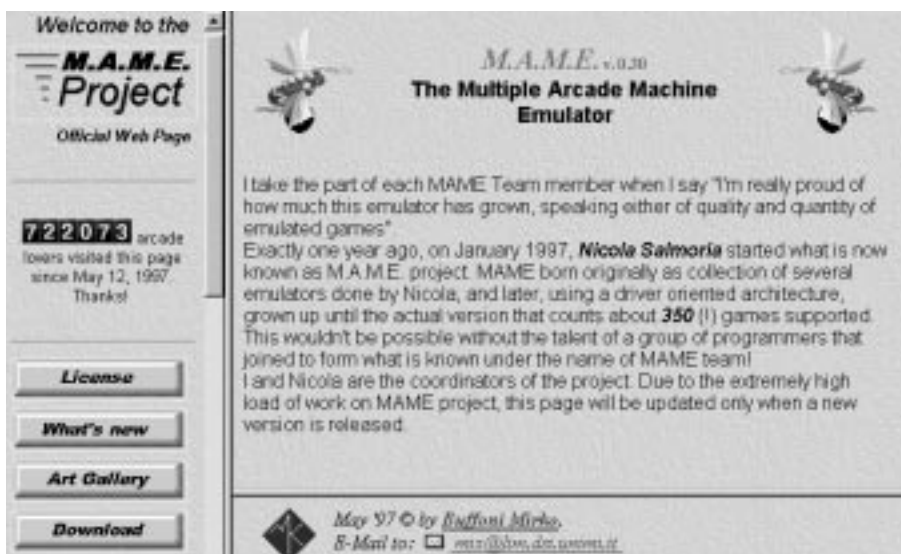 Welcome to the
M.A.M.E.
Project
Official Web Page
722073 arcade
lovers visited this page
since May 12, 1997.
Thanks!
License
What's new
Art Gallery
Download
M.A.M.E. v.0.30
The Multiple Arcade Machine
Emulator
I take the part of each MAME Team member when I say "I'm really proud of
how much this emulator has grown, speaking either of quality and quantity of
emulated games"
Exactly one year ago, on January 1997, Nicola Salmoria started what is now
known as M.A.M.E. project. MAME born originally as collection of several
emulators done by Nicola, and later, using a driver oriented architecture,
grown up until the actual version that counts about 350 (!) games supported.
This wouldn't be possible without the talent of a group of programmers that
joined to form what is known under the name of MAME team!
I and Nicola are the coordinators of the project. Due to the extremely high
load of work on MAME project, this page will be updated only when a new
version is released.
May '97 © by Buffoni Mirko.
E-Mail to: